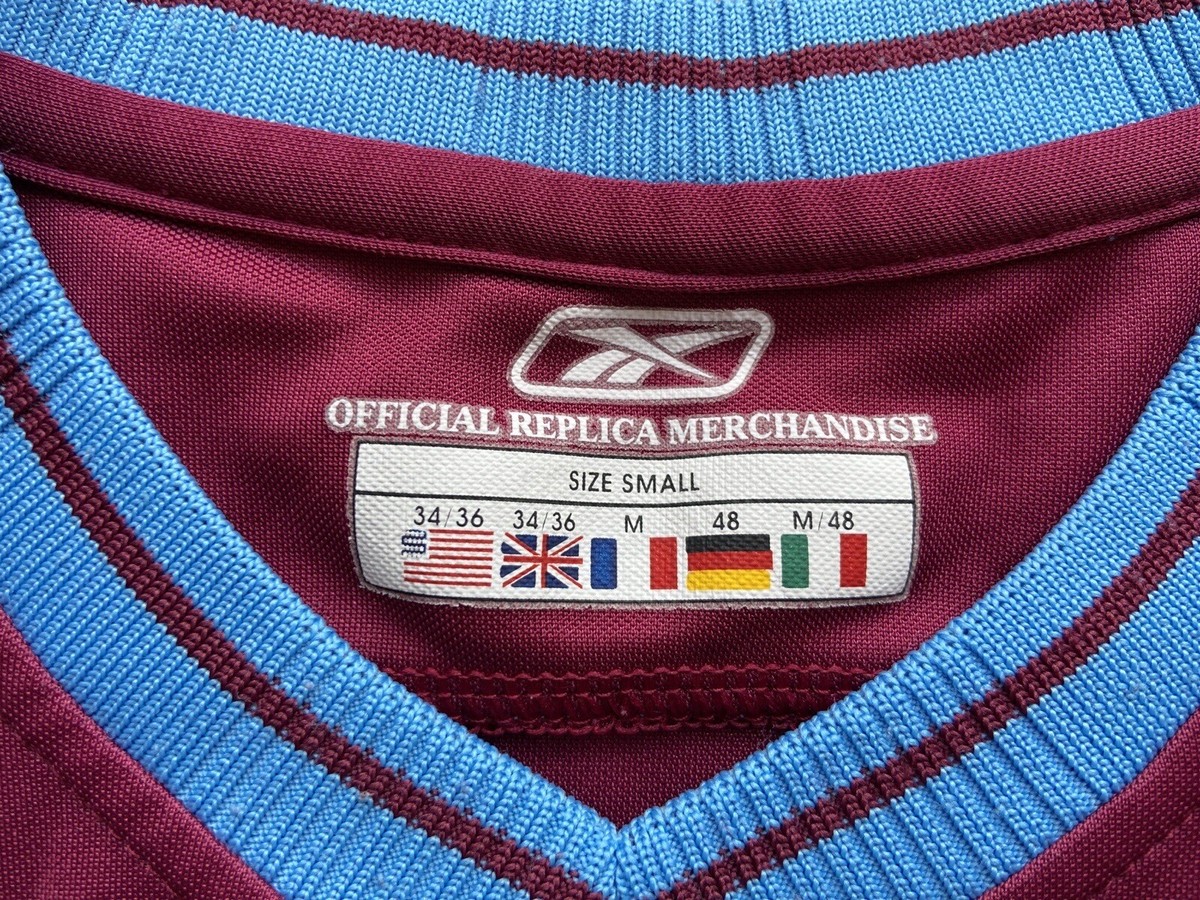 OFFICIAL REPLICA MERCHANDISE
SIZE SMALL
34/36 34/36 M 48 M/48